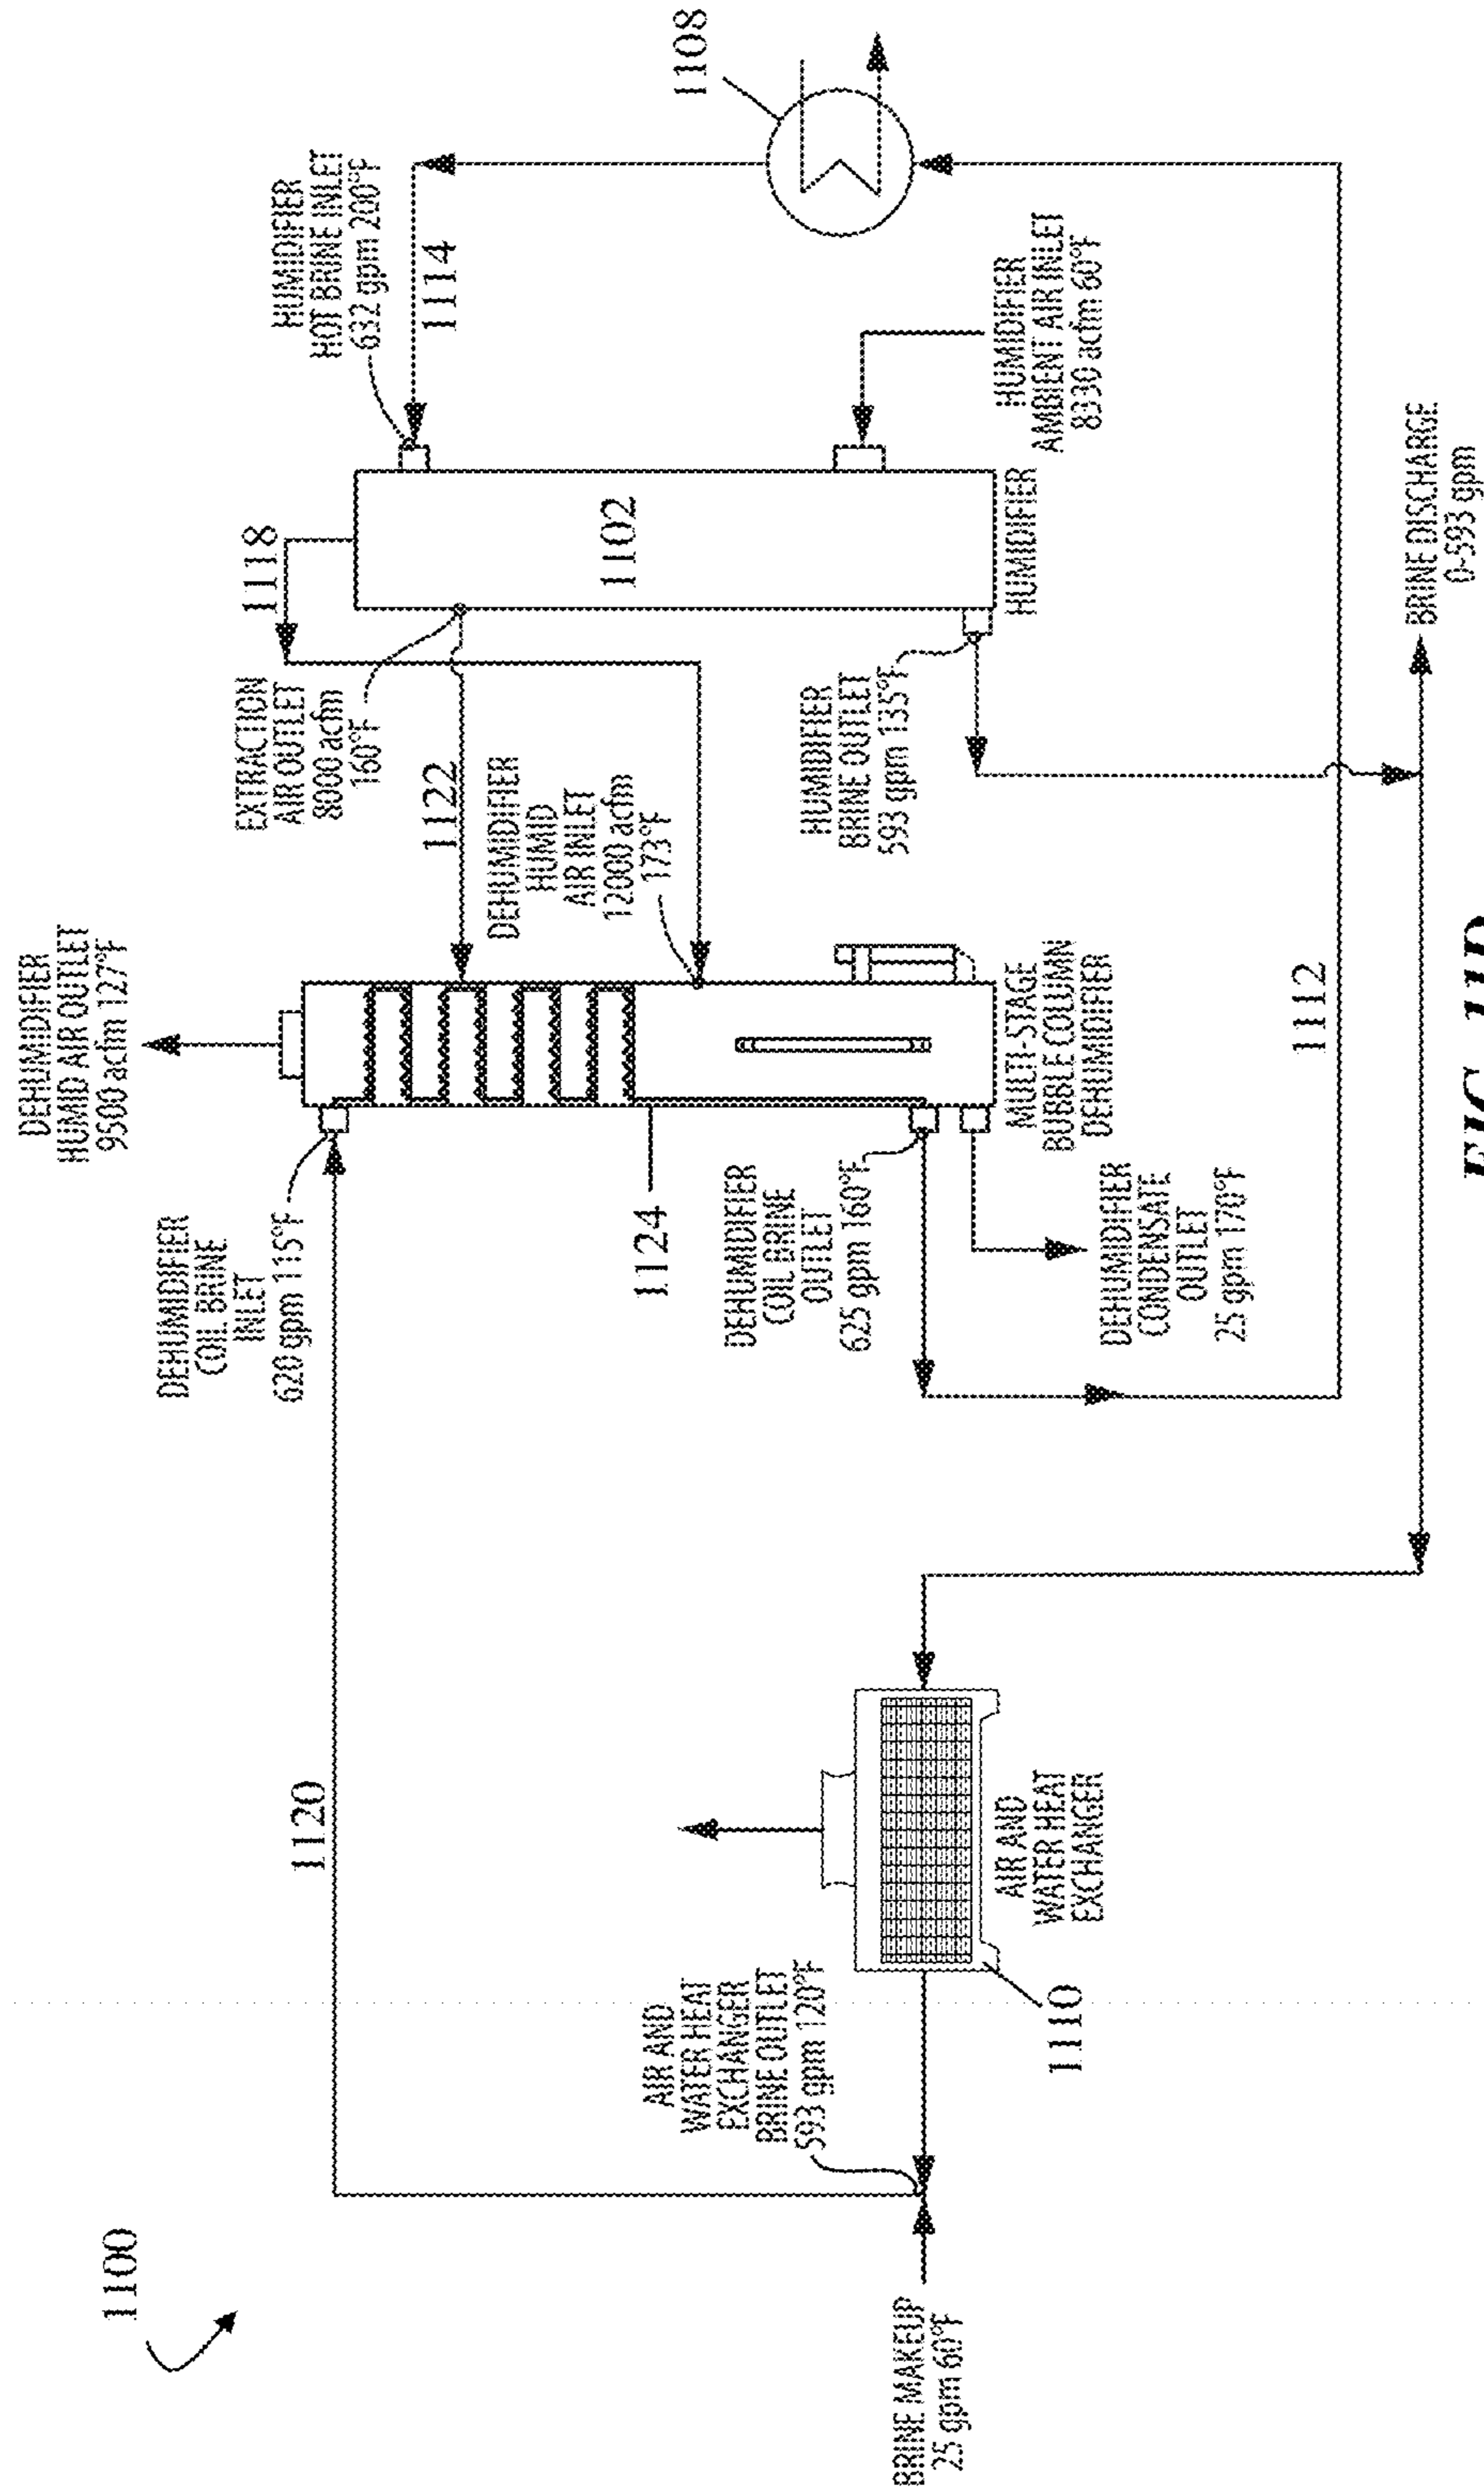 1100
BRINE MAKEUP
25 gpm 60°F
1120
AIR AND
WATER HEAT
EXCHANGER
BRINE OUTLET
593 gpm 120°F
1110
AIR AND
WATER HEAT
EXCHANGER
DEHUMIDIFIER
COIL BRINE
INLET
620 gpm 115°F
DEHUMIDIFIER
HUMID AIR OUTLET
9500 acfm 127°F
1124
DEHUMIDIFIER
COIL BRINE
OUTLET
625 gpm 160°F
DEHUMIDIFIER
CONDENSATE
OUTLET
25 gpm 170°F
MULTI-STAGE
BUBBLE COLUMN
DEHUMIDIFIER
1112
EXTRACTION
AIR OUTLET
8000 acfm
160°F
1122
DEHUMIDIFIER
HUMID
AIR INLET
12000 acfm
173°F
1118
HUMIDIFIER
BRINE OUTLET
593 gpm 135°F
1102
HUMIDIFIER
HUMIDIFIER
HOT BRINE INLET
632 gpm 200°F
1114
HUMIDIFIER
AMBIENT AIR INLET
8330 acfm 60°F
1108
BRINE DISCHARGE
0-593 gpm